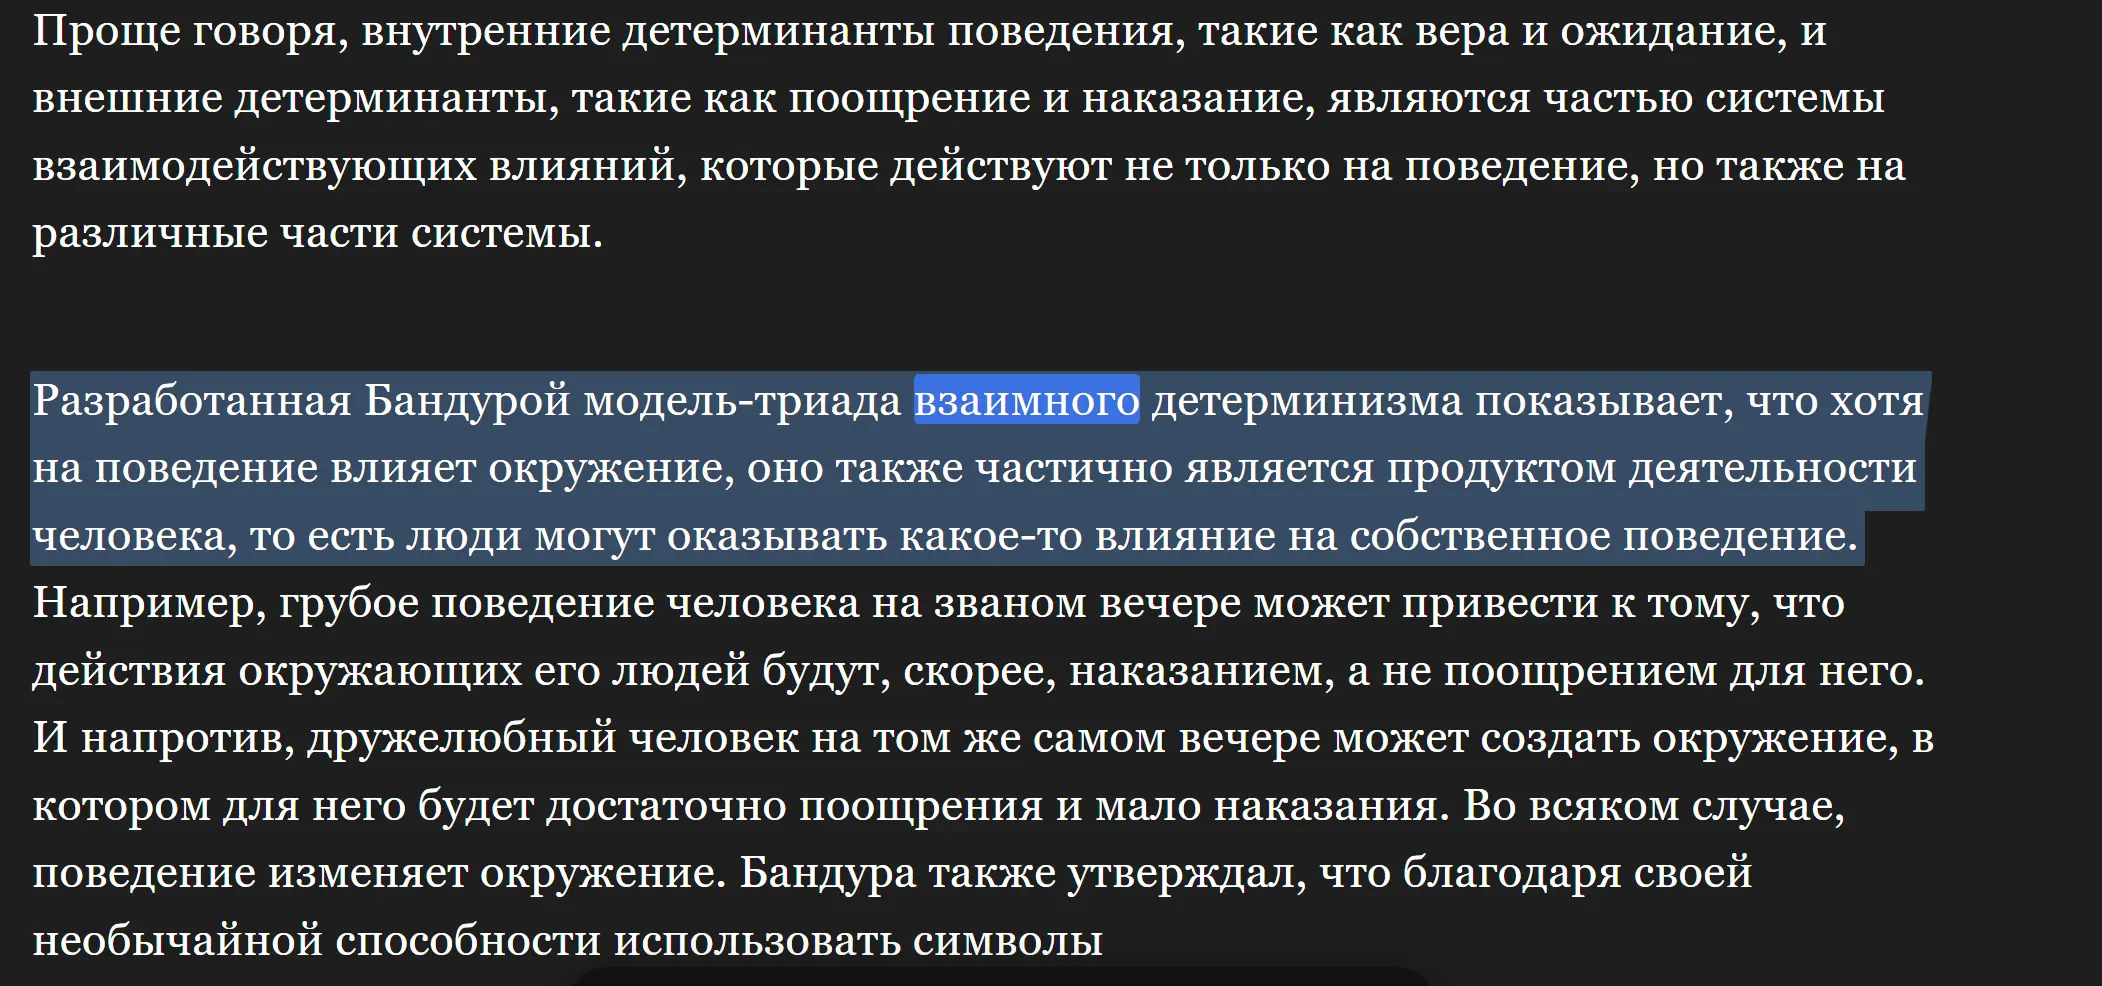 Проще говоря, внутренние детерминанты поведения, такие как вера и ожидание, и
внешние детерминанты, такие как поощрение и наказание, являются частью системы
взаимодействующих влияний, которые действуют не только на поведение, но также на
различные части системы.
Разработанная Бандурой модель-триада взаимного детерминизма показывает, что хотя
на поведение влияет окружение, оно также частично является продуктом деятельности
человека, то есть люди могут оказывать какое-то влияние на собственное поведение.
Например, грубое поведение человека на званом вечере может привести к тому, что
действия окружающих его людей будут, скорее, наказанием, а не поощрением для него.
И напротив, дружелюбный человек на том же самом вечере может создать окружение, в
котором для него будет достаточно поощрения и мало наказания. Во всяком случае,
поведение изменяет окружение. Бандура также утверждал, что благодаря своей
необычайной способности использовать символы